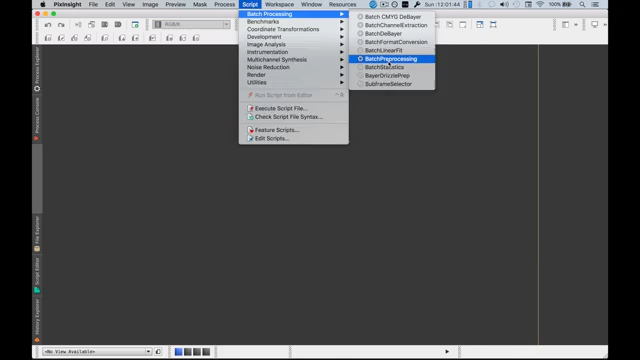 PixInsight File Edit View Image Preview Mask Process Script Workspace Window Resources 100% Sun 12:01:44
Batch Processing
Benchmarks
Coordinate Transformations
Development
Image Analysis
Instrumentation
Multichannel Synthesis
Noise Reduction
Render
Utilities
Run Script from Editor
Execute Script File...
Check Script File Syntax...
Feature Scripts...
Edit Scripts...
Batch CMYG DeBayer
BatchChannelExtraction
BatchDeBayer
BatchFormatConversion
BatchLinearFit
BatchPreprocessing
BatchStatistics
BayerDrizzlePrep
SubframeSelector
RGB/K
Process Explorer
Process Console
File Explorer
Script Editor
History Explorer
<No View Available>